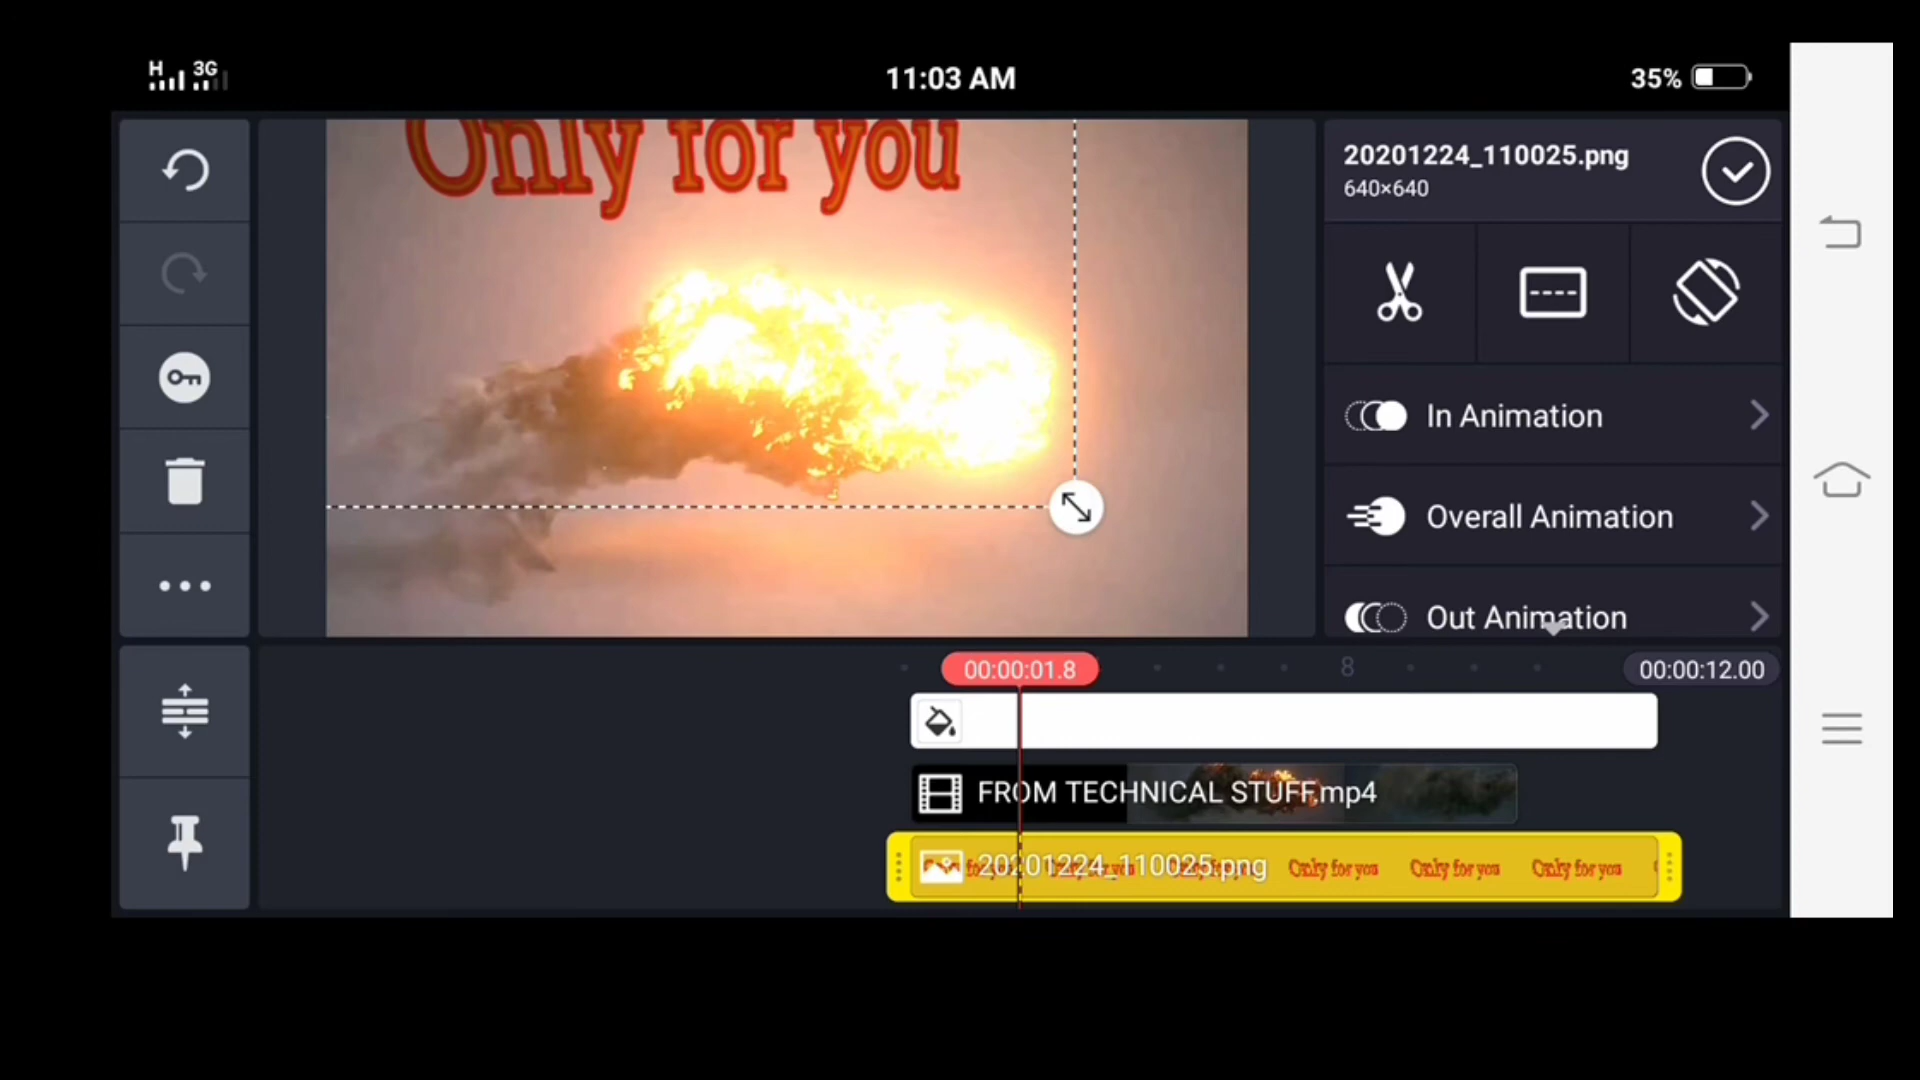 H 3G
11:03 AM
35%
Only for you
20201224_110025.png
640×640
In Animation
Overall Animation
Out Animation
00:00:01.8
8
00:00:12.00
FROM TECHNICAL STUFF.mp4
20201224_110025.png
Only for you Only for you Only for you